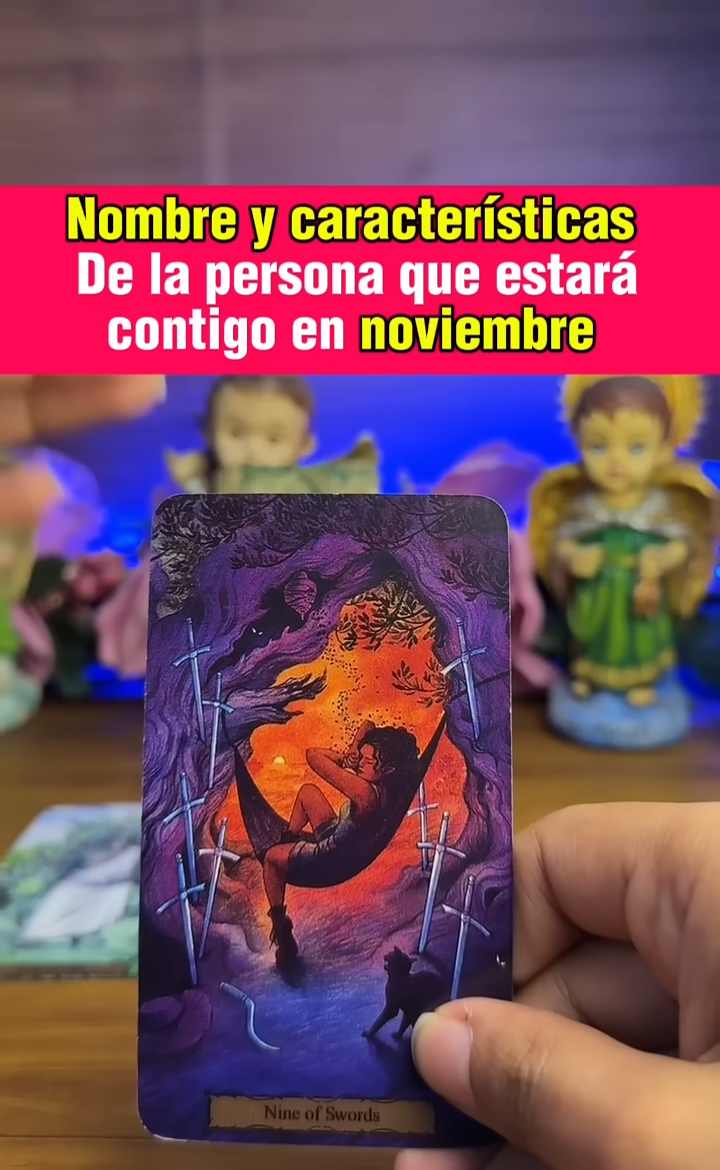 Nombre y características
De la persona que estará
contigo en noviembre
Nine of Swords